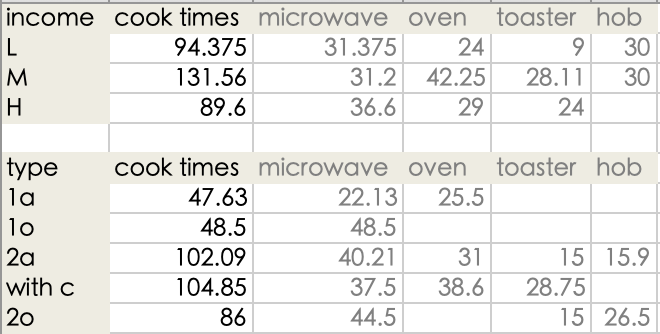 income cook times microwave oven toaster hob
L 94.375 31.375 24 9 30
M 131.56 31.2 42.25 28.11 30
H 89.6 36.6 29 24
type cook times microwave oven toaster hob
1a 47.63 22.13 25.5
1o 48.5 48.5
2a 102.09 40.21 31 15 15.9
with c 104.85 37.5 38.6 28.75
2o 86 44.5 15 26.5